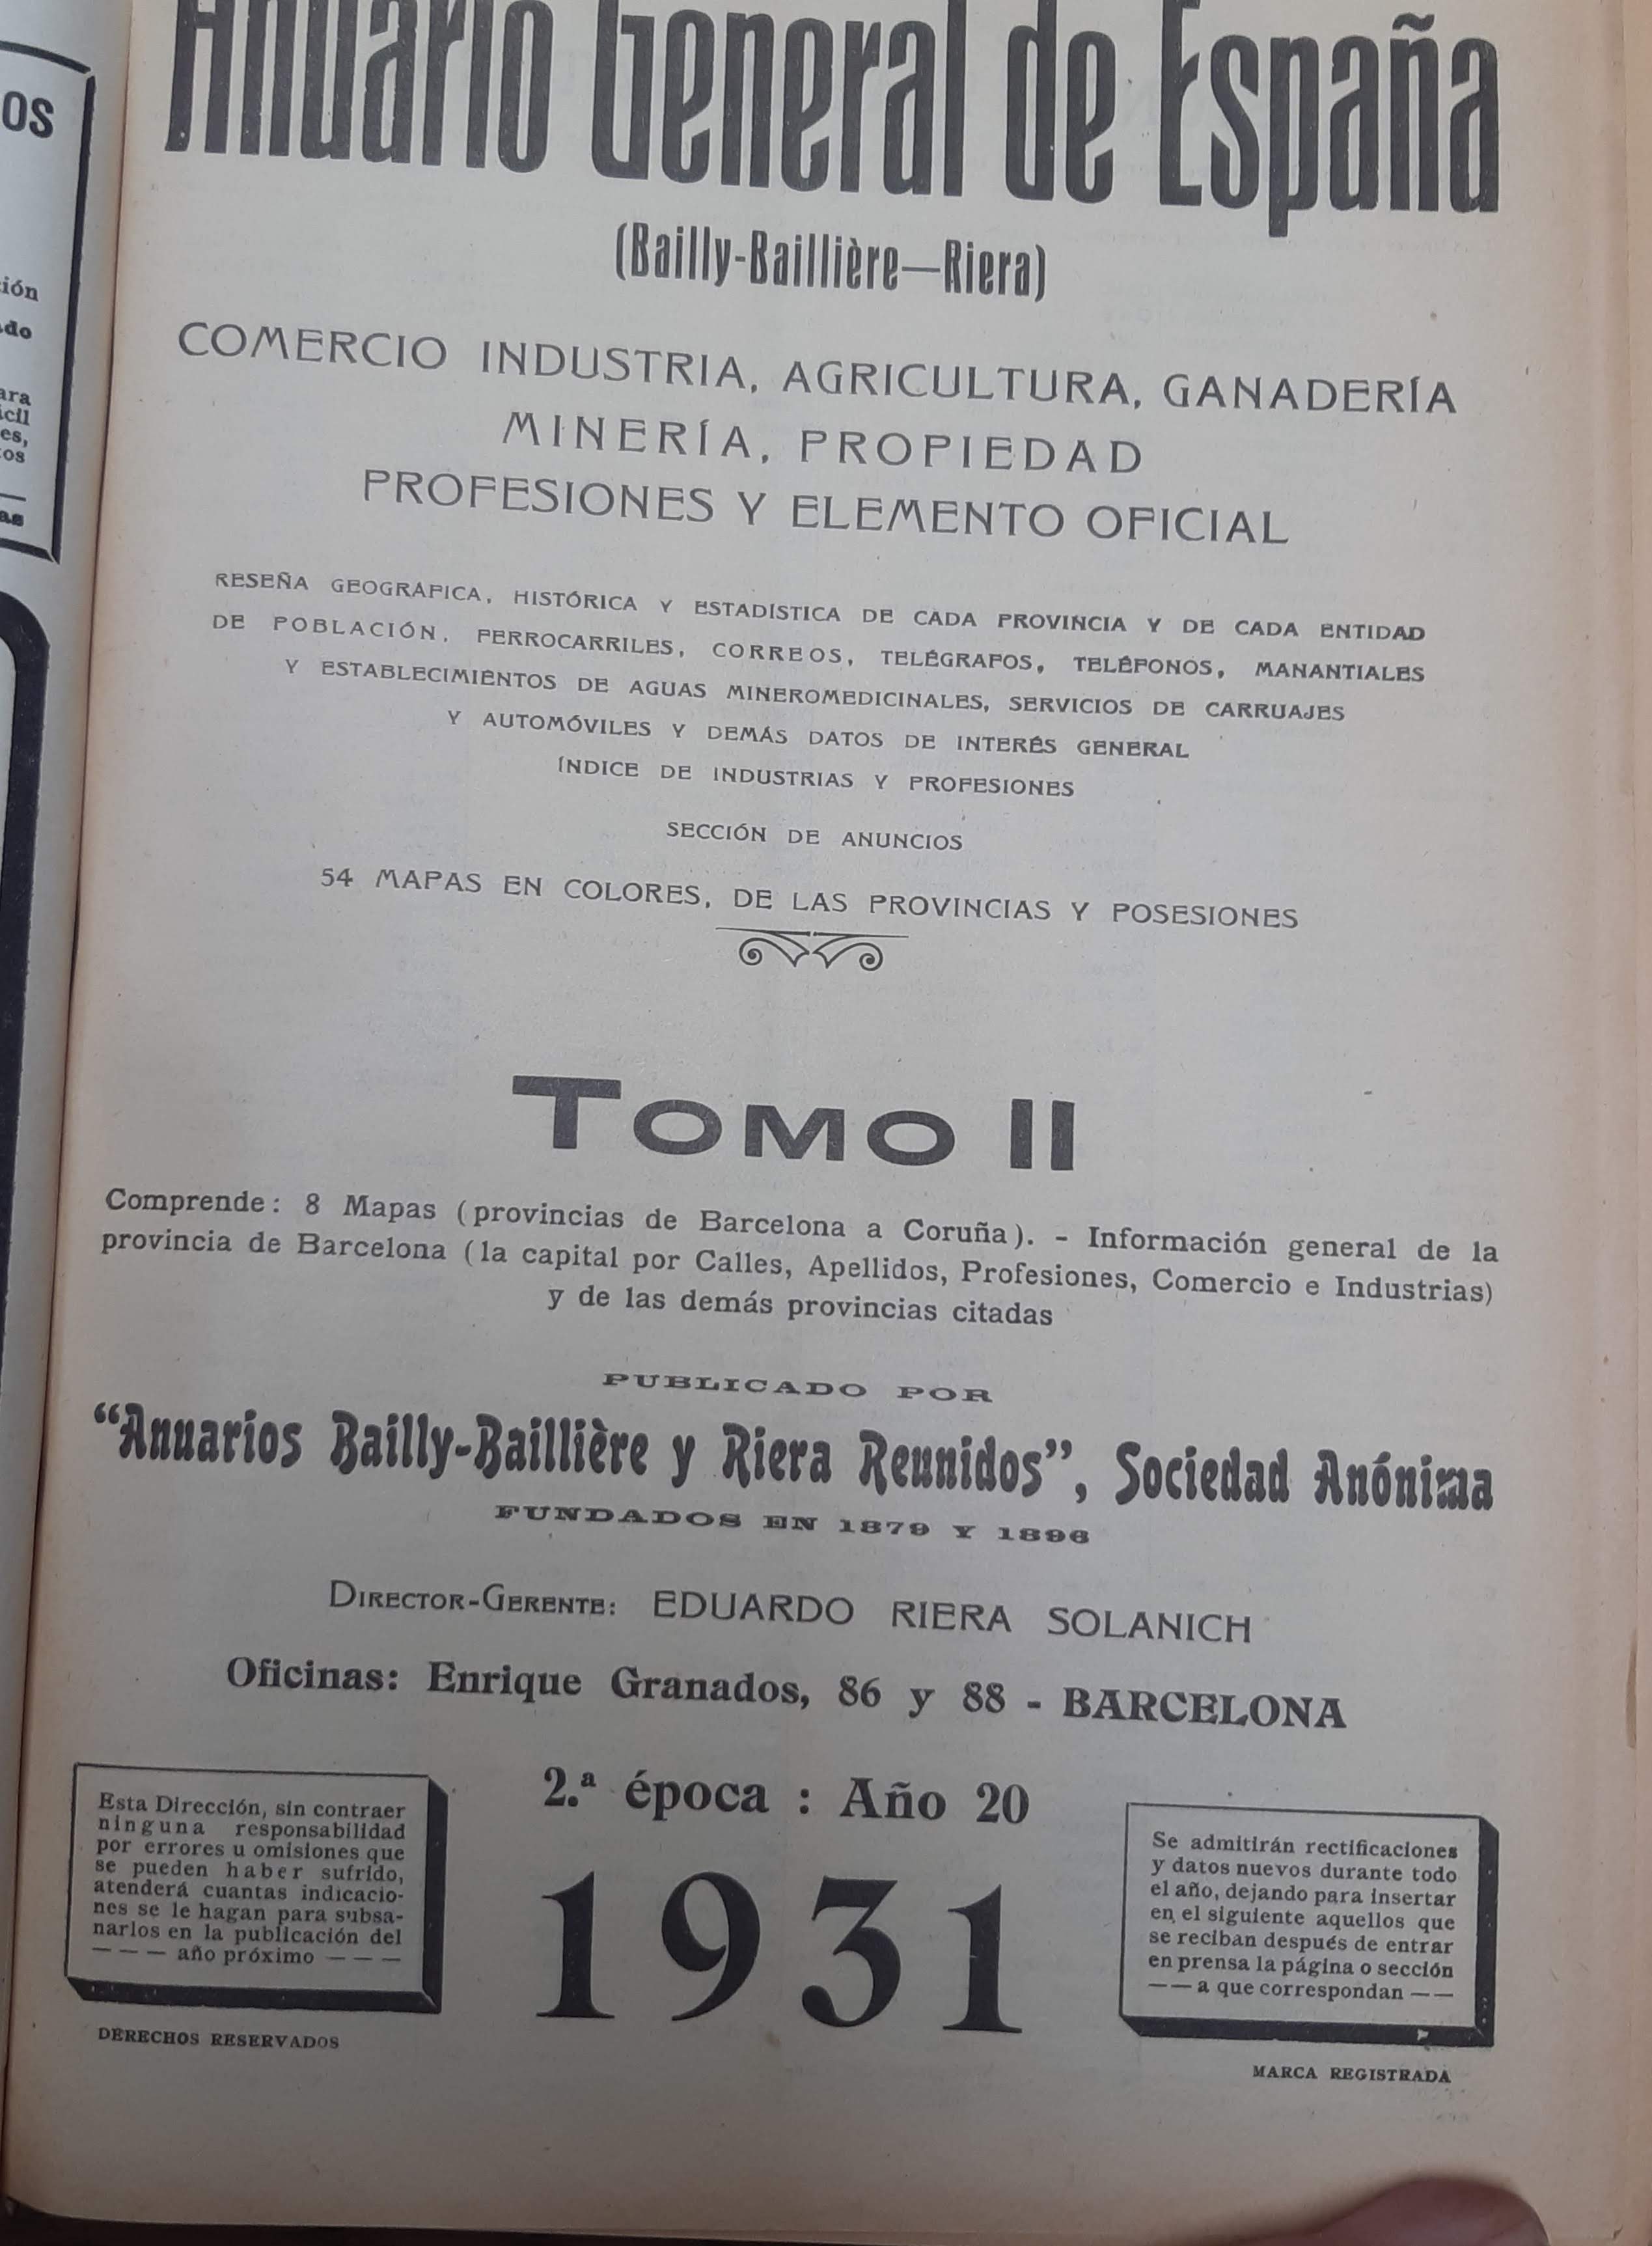 Anuario General de España
(Bailly-Baillière—Riera)
COMERCIO INDUSTRIA, AGRICULTURA, GANADERÍA
MINERÍA, PROPIEDAD
PROFESIONES Y ELEMENTO OFICIAL
RESEÑA GEOGRÁFICA, HISTÓRICA Y ESTADÍSTICA DE CADA PROVINCIA Y DE CADA ENTIDAD
DE POBLACIÓN, FERROCARRILES, CORREOS, TELÉGRAFOS, TELÉFONOS, MANANTIALES
Y ESTABLECIMIENTOS DE AGUAS MINEROMEDICINALES, SERVICIOS DE CARRUAJES
Y AUTOMÓVILES Y DEMÁS DATOS DE INTERÉS GENERAL
ÍNDICE DE INDUSTRIAS Y PROFESIONES
SECCIÓN DE ANUNCIOS
54 MAPAS EN COLORES, DE LAS PROVINCIAS Y POSESIONES
TOMO II
Comprende: 8 Mapas (provincias de Barcelona a Coruña). - Información general de la
provincia de Barcelona (la capital por Calles, Apellidos, Profesiones, Comercio e Industrias)
y de las demás provincias citadas
PUBLICADO POR
“Anuarios Bailly-Baillière y Riera Reunidos”, Sociedad Anónima
FUNDADOS EN 1879 Y 1896
DIRECTOR-GERENTE: EDUARDO RIERA SOLANICH
Oficinas: Enrique Granados, 86 y 88 - BARCELONA
2.ª época : Año 20
1931
Esta Dirección, sin contraer
ninguna responsabilidad
por errores u omisiones que
se pueden haber sufrido,
atenderá cuantas indicacio-
nes se le hagan para subsa-
narlos en la publicación del
— — — año próximo — — —
DERECHOS RESERVADOS
Se admitirán rectificaciones
y datos nuevos durante todo
el año, dejando para insertar
en el siguiente aquellos que
se reciban después de entrar
en prensa la página o sección
— — a que correspondan — —
MARCA REGISTRADA